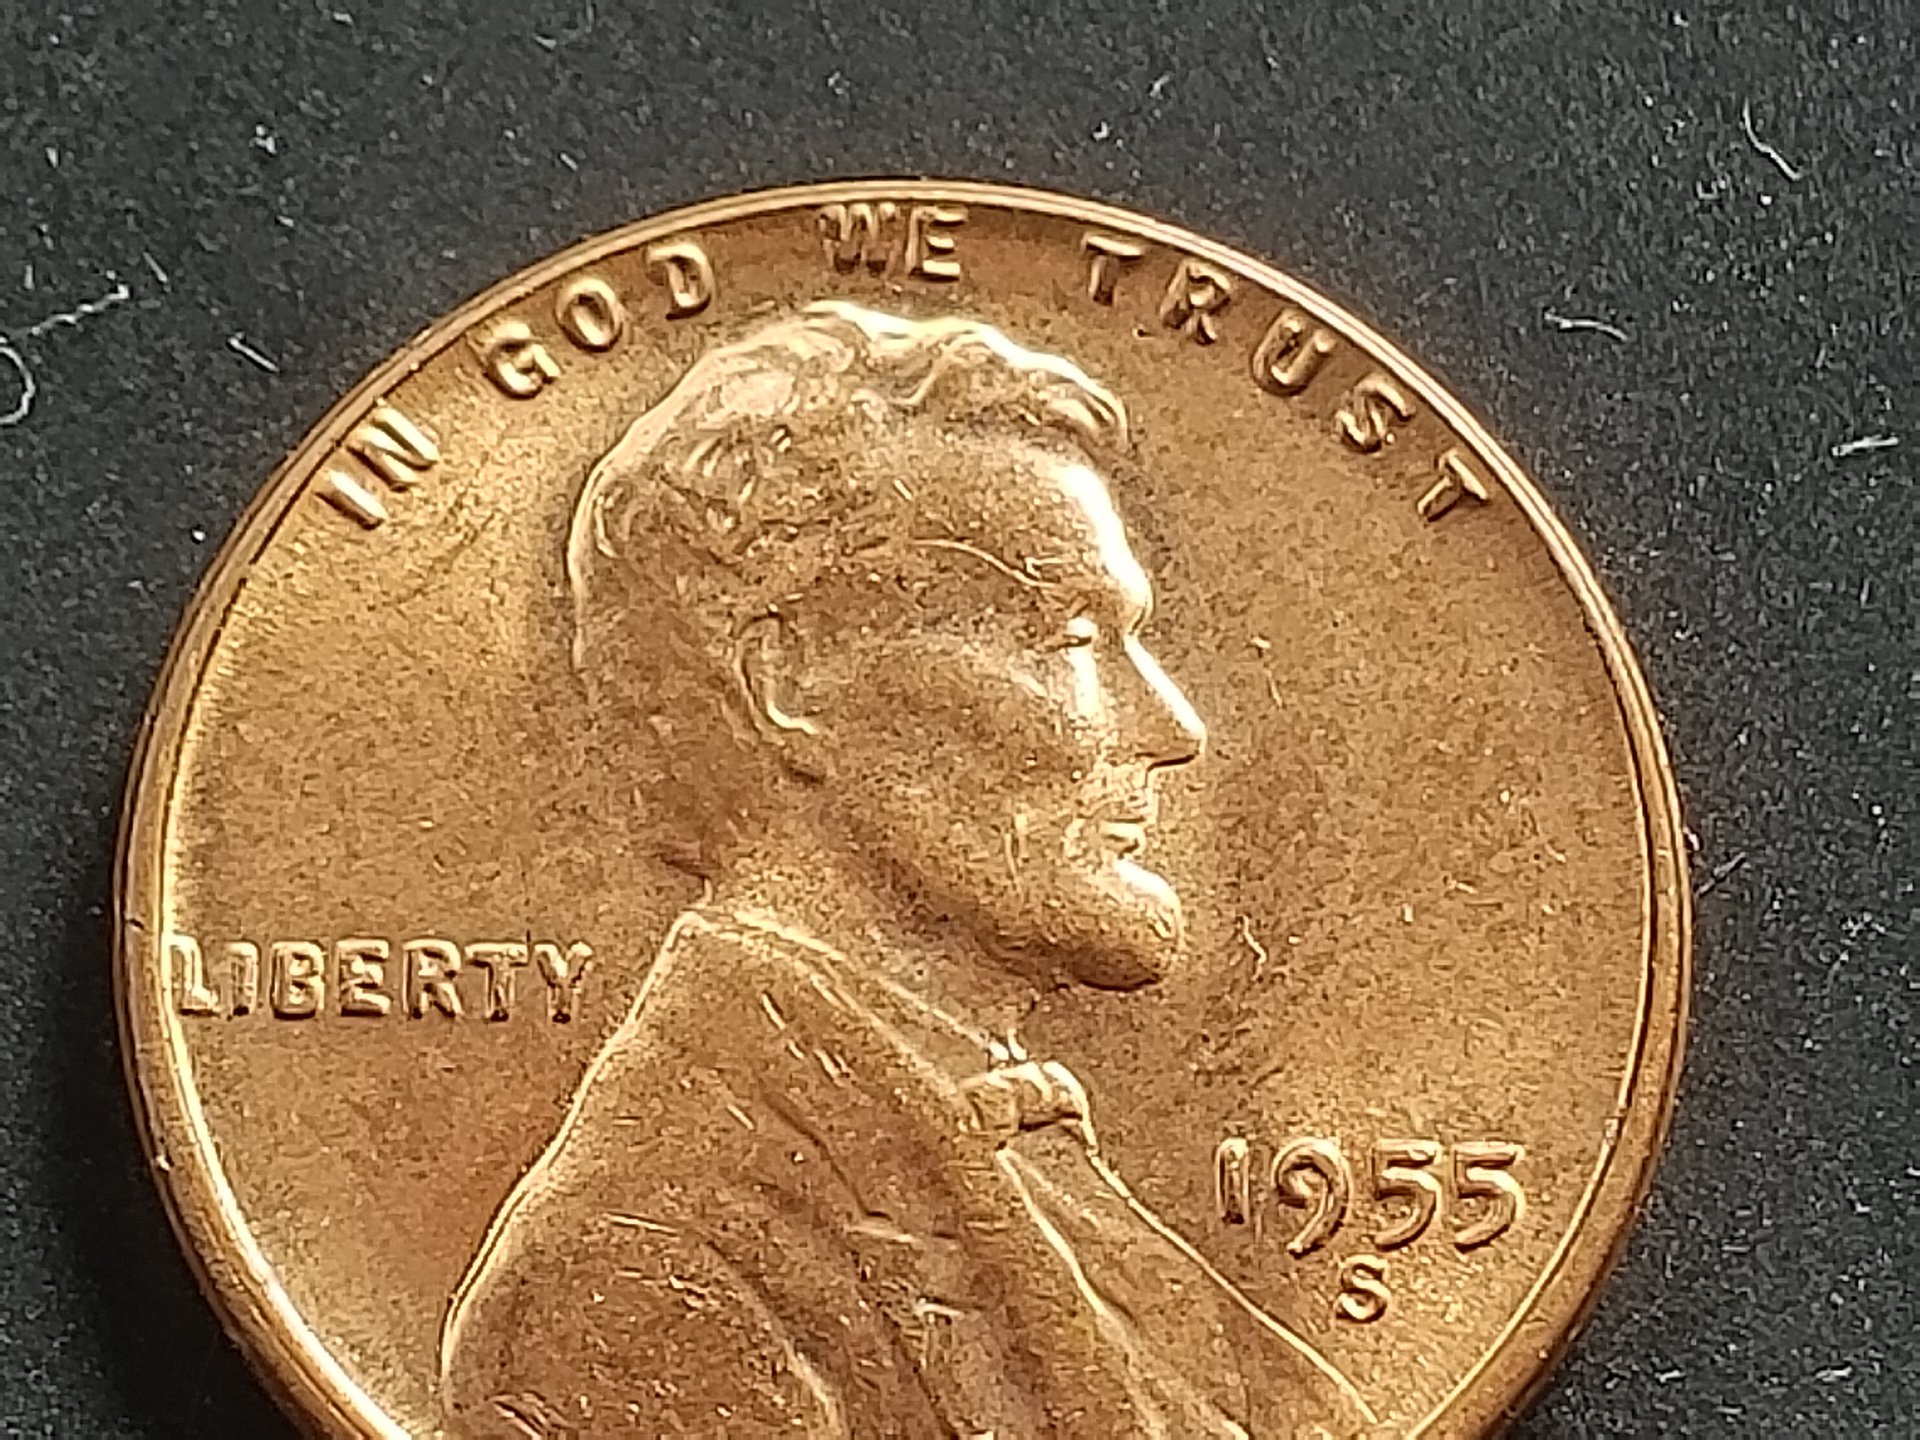 IN GOD WE TRUST
LIBERTY
1955
S